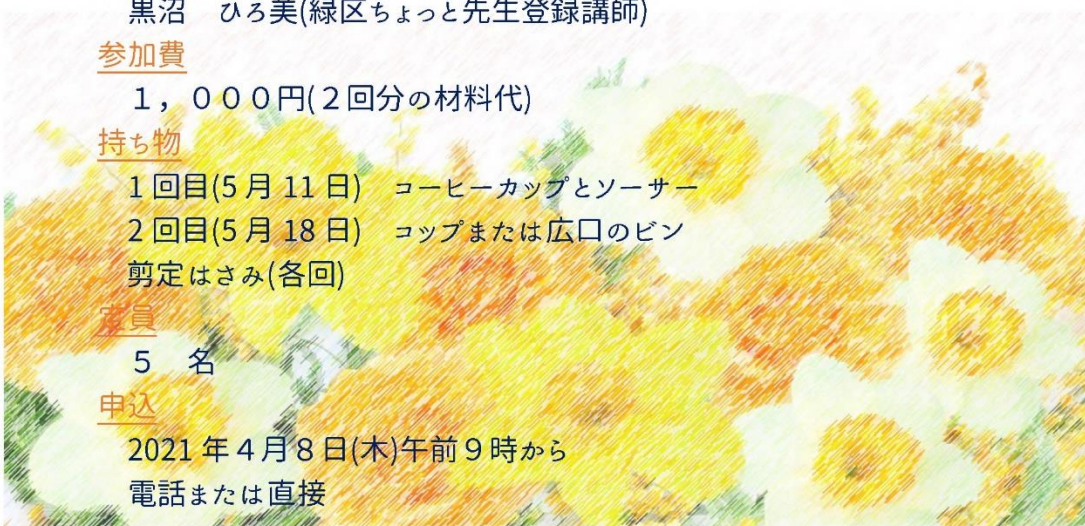 黒沼　ひろ美(緑区ちょっと先生登録講師)
参加費
１，０００円(２回分の材料代)
持ち物
1回目(5月11日)　コーヒーカップとソーサー
2回目(5月18日)　コップまたは広口のビン
剪定はさみ(各回)
定員
５　名
申込
2021年４月８日(木)午前９時から
電話または直接